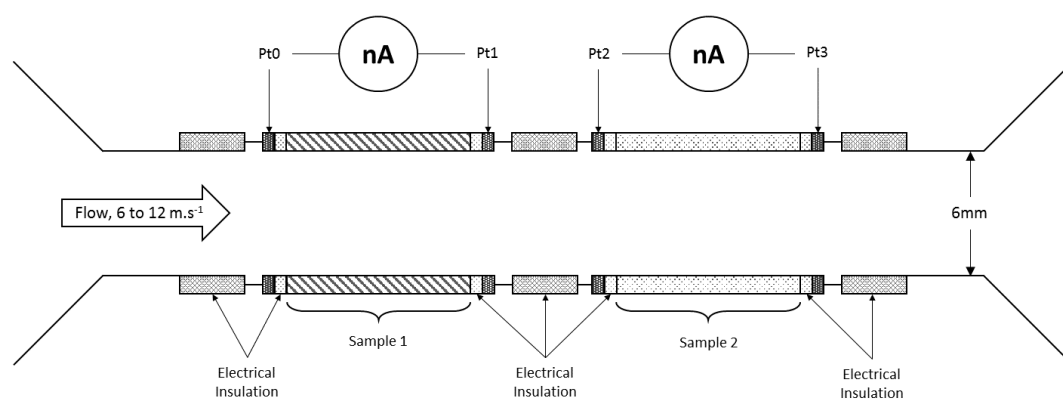 nA
nA
Pt0
Pt1
Pt2
Pt3
Flow, 6 to 12 m.s⁻¹
6mm
Sample 1
Sample 2
Electrical
Insulation
Electrical
Insulation
Electrical
Insulation